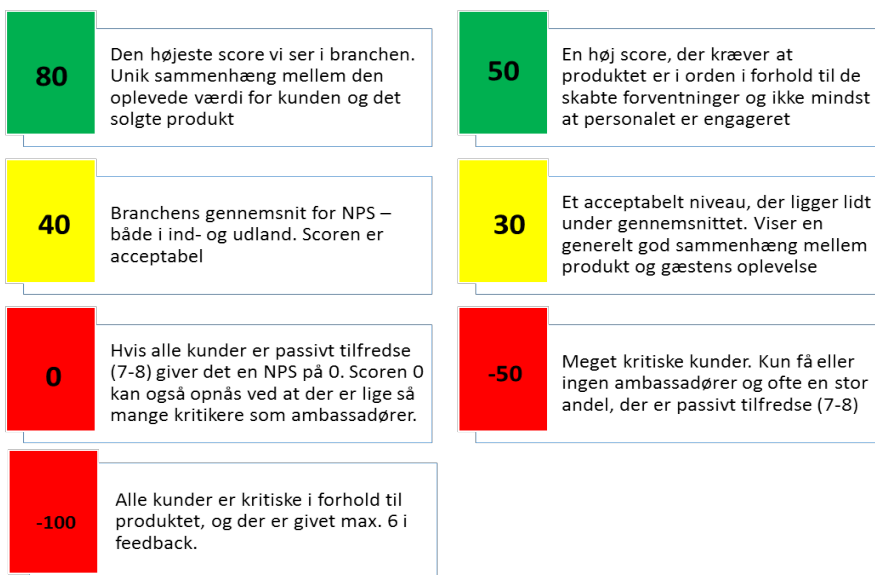 80
Den højeste score vi ser i branchen.
Unik sammenhæng mellem den
oplevede værdi for kunden og det
solgte produkt
50
En høj score, der kræver at
produktet er i orden i forhold til de
skabte forventninger og ikke mindst
at personalet er engageret
40
Branchens gennemsnit for NPS –
både i ind- og udland. Scoren er
acceptabel
30
Et acceptabelt niveau, der ligger lidt
under gennemsnittet. Viser en
generelt god sammenhæng mellem
produkt og gæstens oplevelse
0
Hvis alle kunder er passivt tilfredse
(7-8) giver det en NPS på 0. Scoren 0
kan også opnås ved at der er lige så
mange kritikere som ambassadører.
-50
Meget kritiske kunder. Kun få eller
ingen ambassadører og ofte en stor
andel, der er passivt tilfredse (7-8)
-100
Alle kunder er kritiske i forhold til
produktet, og der er givet max. 6 i
feedback.